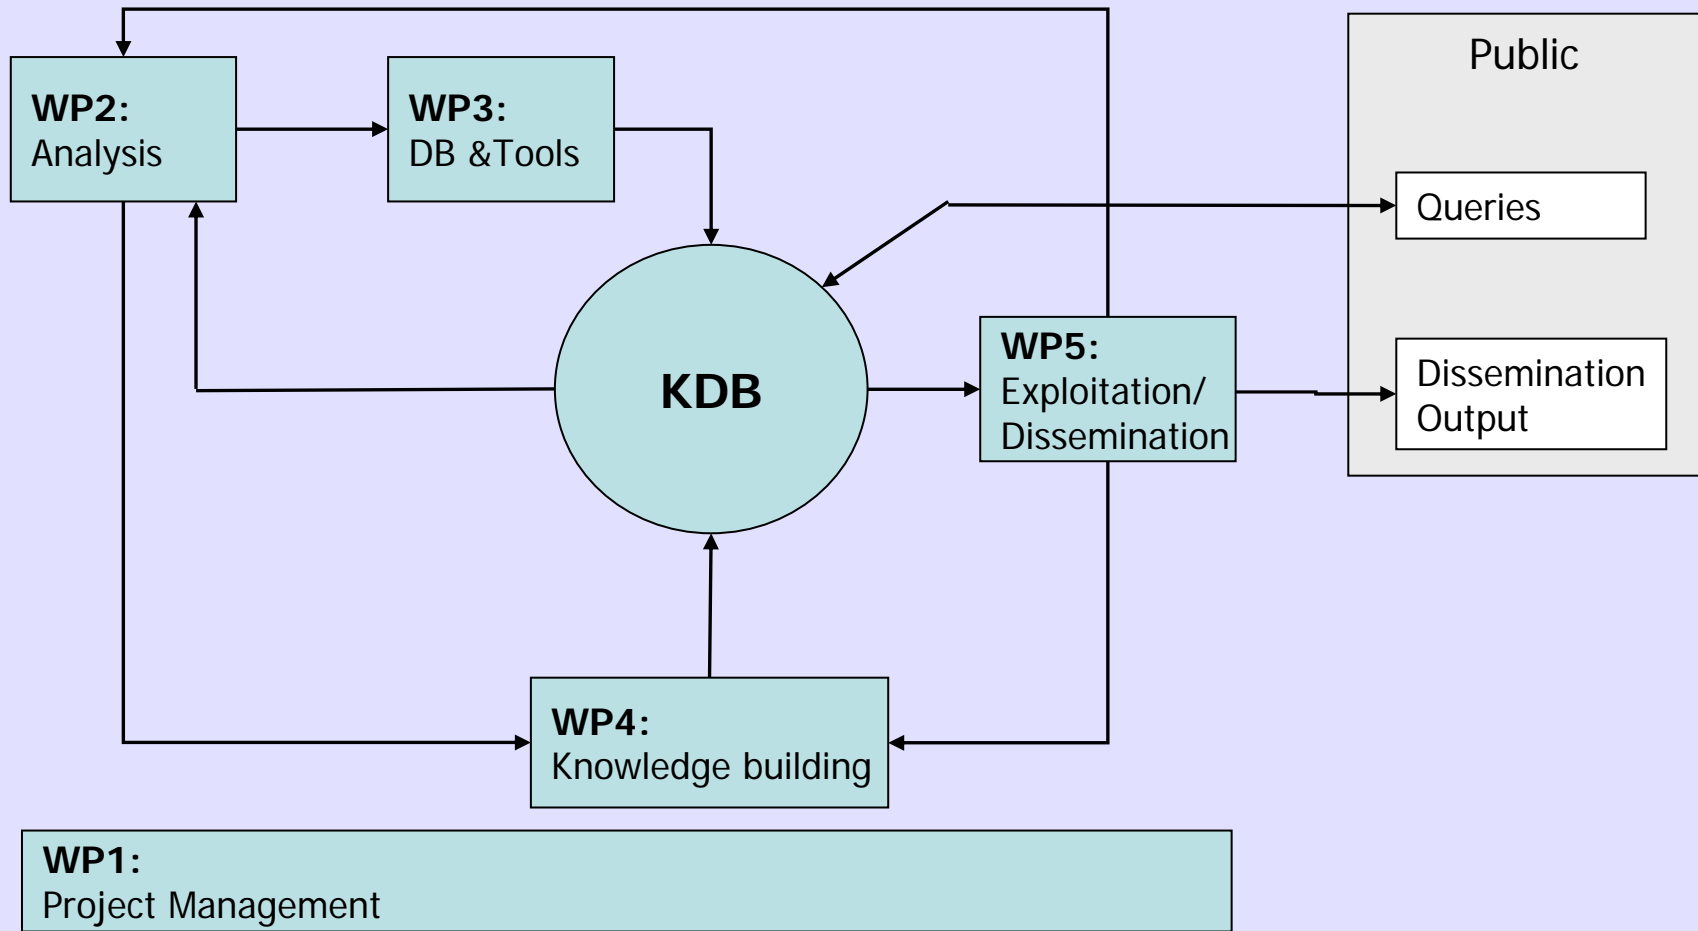 Public
WP2:
Analysis
WP3:
DB &Tools
Queries
WP5:
Exploitation/
Dissemination
Dissemination
Output
KDB
WP4:
Knowledge building
WP1:
Project Management